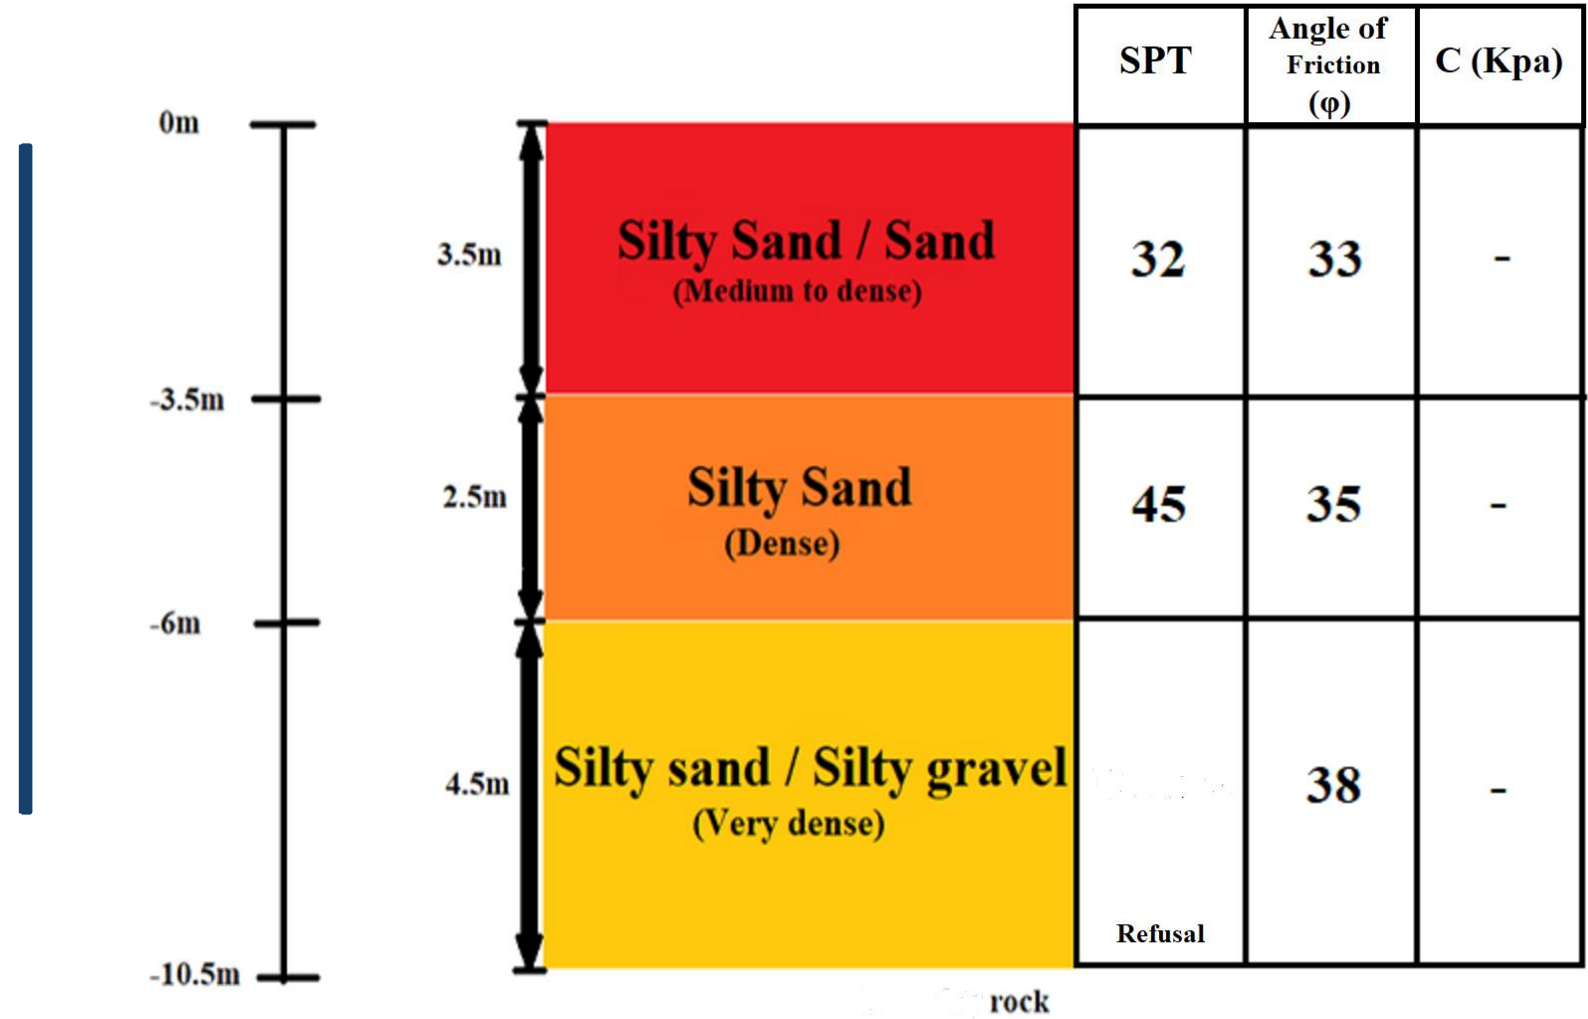 SPT
Angle of
Friction
(φ)
C (Kpa)
0m
3.5m
Silty Sand / Sand
(Medium to dense)
32
33
-
-3.5m
2.5m
Silty Sand
(Dense)
45
35
-
-6m
4.5m
Silty sand / Silty gravel
(Very dense)
38
-
Refusal
-10.5m
rock